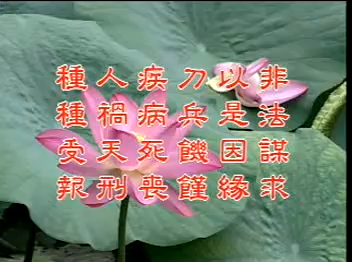 非法謀求
以是因緣
刀兵饑饉
疾病死喪
人禍天刑
種種受報